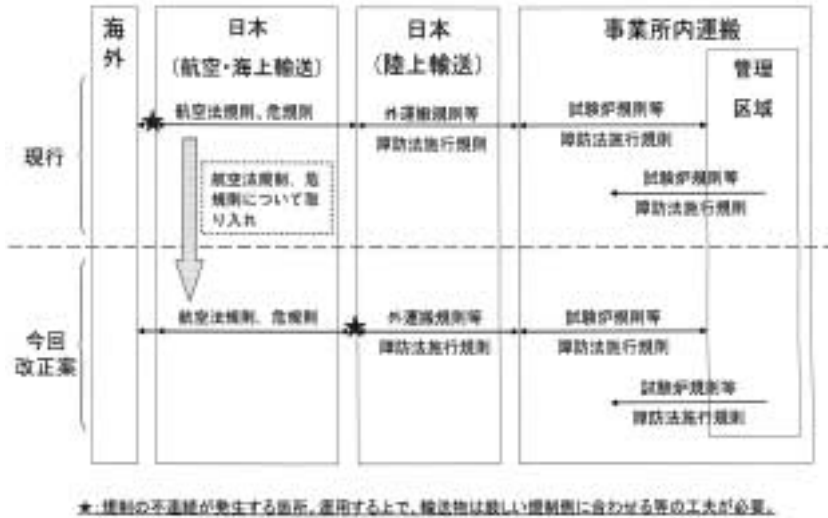 海
外
日本
(航空・海上輸送)
日本
(陸上輸送)
事業所内運搬
管理
区域
現行
航空法規則、危規則
外運搬規則等
障防法施行規則
試験炉規則等
障防法施行規則
試験炉規則等
障防法施行規則
航空法規制、危
規則について取
り入れ
今回
改正案
航空法規則、危規則
外運搬規則等
障防法施行規則
試験炉規則等
障防法施行規則
試験炉規則等
障防法施行規則
★:規制の不連続が発生する箇所。運用する上で、輸送物は厳しい規制側に合わせる等の工夫が必要。